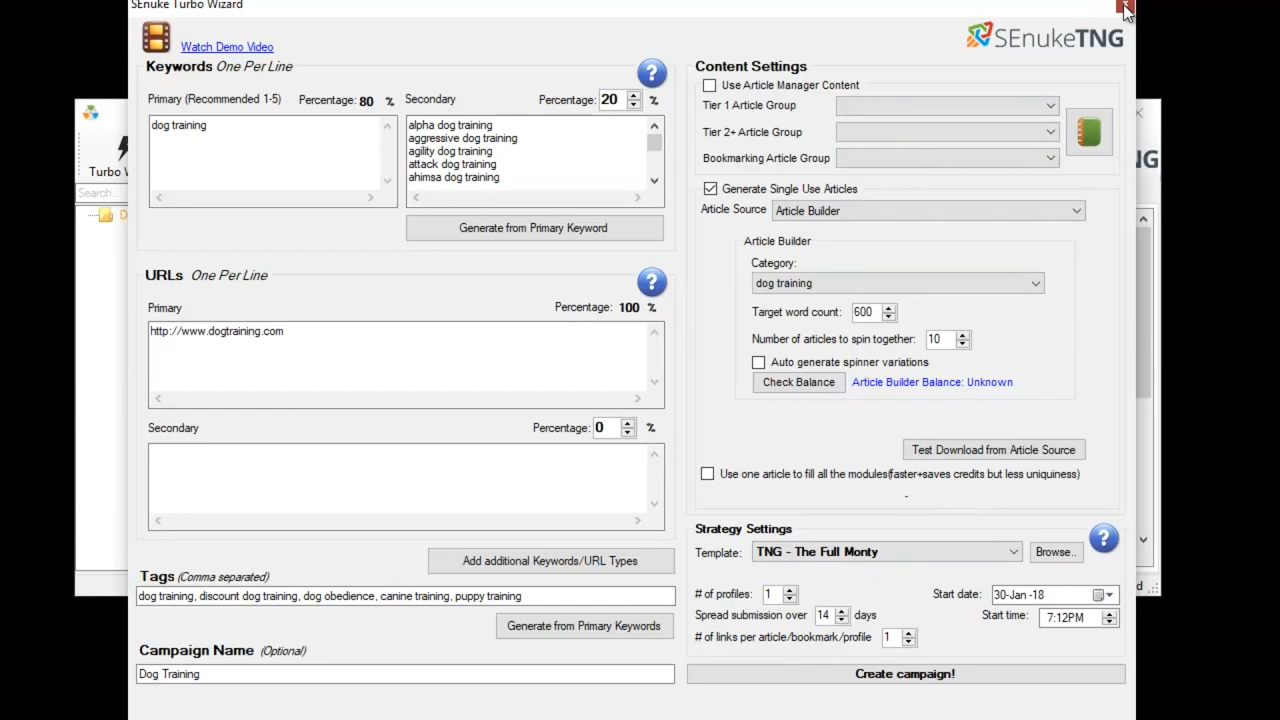 SEnuke Turbo Wizard
Watch Demo Video
SEnukeTNG
Keywords One Per Line
?
Primary (Recommended 1-5) Percentage: 80 %
Secondary Percentage: 20 %
dog training
alpha dog training
aggressive dog training
agility dog training
attack dog training
ahimsa dog training
Generate from Primary Keyword
URLs One Per Line
?
Primary Percentage: 100 %
http://www.dogtraining.com
Secondary Percentage: 0 %
Add additional Keywords/URL Types
Tags (Comma separated)
dog training, discount dog training, dog obedience, canine training, puppy training
Generate from Primary Keywords
Campaign Name (Optional)
Dog Training
Content Settings
Use Article Manager Content
Tier 1 Article Group
Tier 2+ Article Group
Bookmarking Article Group
Generate Single Use Articles
Article Source Article Builder
Article Builder
Category:
dog training
Target word count: 600
Number of articles to spin together: 10
Auto generate spinner variations
Check Balance Article Builder Balance: Unknown
Test Download from Article Source
Use one article to fill all the modules(faster+saves credits but less uniquiness)
-
Strategy Settings
?
Template: TNG - The Full Monty Browse..
# of profiles: 1 Start date: 30-Jan -18
Spread submission over 14 days Start time: 7:12PM
# of links per article/bookmark/profile 1
Create campaign!
Turbo W
Search...
D
NG
d